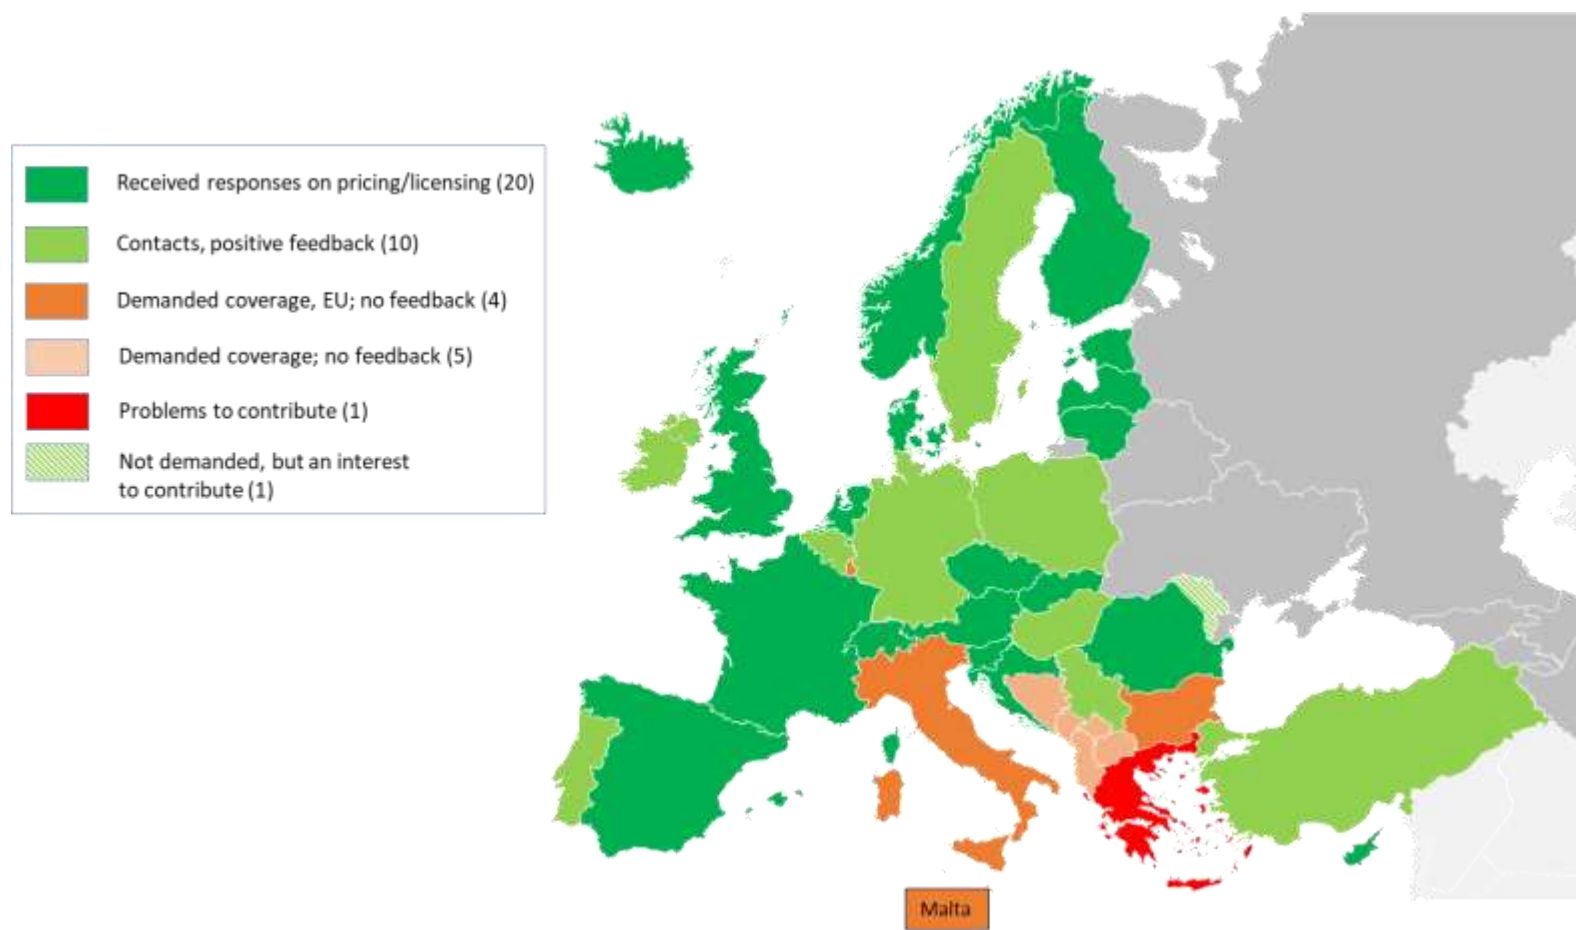 Received responses on pricing/licensing (20)
Contacts, positive feedback (10)
Demanded coverage, EU; no feedback (4)
Demanded coverage; no feedback (5)
Problems to contribute (1)
Not demanded, but an interest
to contribute (1)
Malta